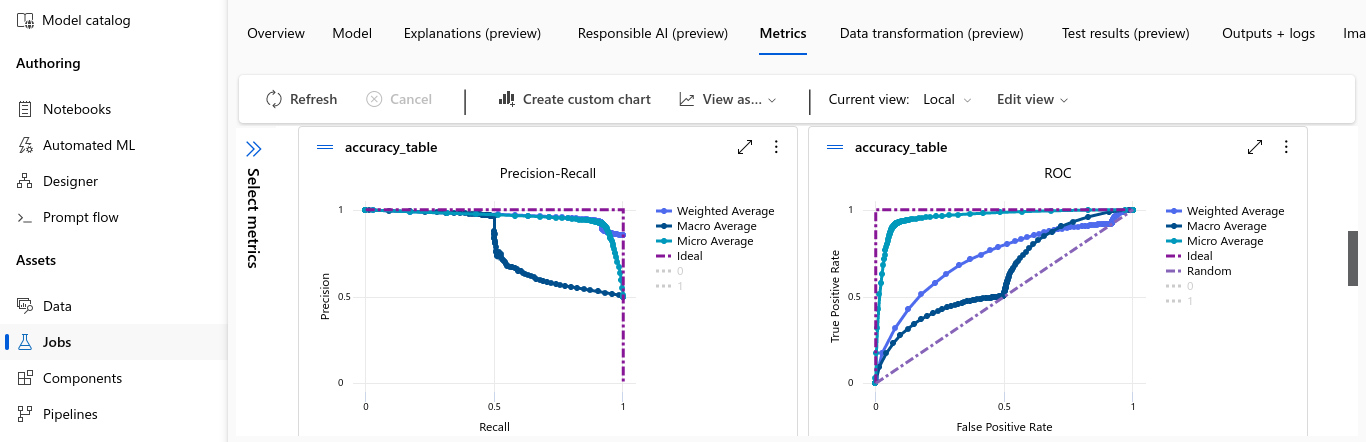 Model catalog
Authoring
Notebooks
Automated ML
Designer
Prompt flow
Assets
Data
Jobs
Components
Pipelines
Overview Model Explanations (preview) Responsible AI (preview) Metrics Data transformation (preview) Test results (preview) Outputs + logs Ima
Refresh Cancel Create custom chart View as... Current view: Local Edit view
Select metrics
accuracy_table
Precision-Recall
1
0.5
0
Precision
0 0.5 1
Recall
Weighted Average
Macro Average
Micro Average
Ideal
0
1
accuracy_table
ROC
1
0.5
0
True Positive Rate
0 0.5 1
False Positive Rate
Weighted Average
Macro Average
Micro Average
Ideal
Random
0
1